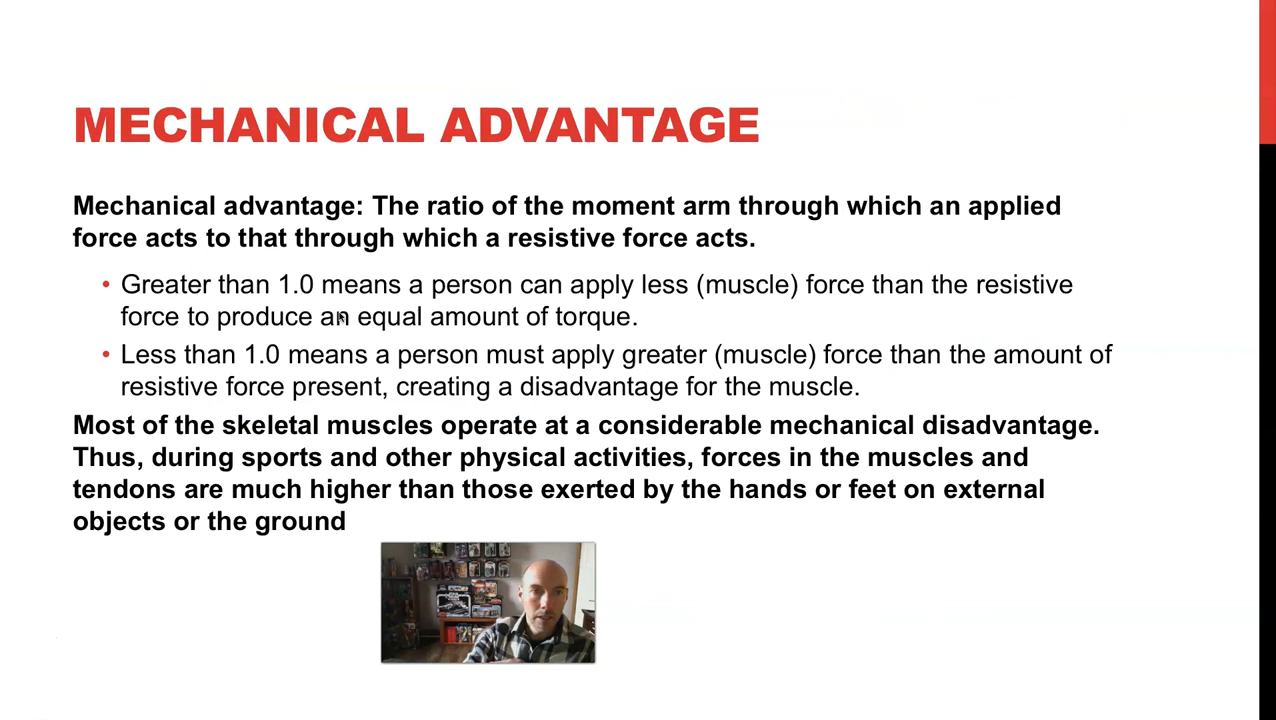 MECHANICAL ADVANTAGE
Mechanical advantage: The ratio of the moment arm through which an applied
force acts to that through which a resistive force acts.
• Greater than 1.0 means a person can apply less (muscle) force than the resistive
force to produce an equal amount of torque.
• Less than 1.0 means a person must apply greater (muscle) force than the amount of
resistive force present, creating a disadvantage for the muscle.
Most of the skeletal muscles operate at a considerable mechanical disadvantage.
Thus, during sports and other physical activities, forces in the muscles and
tendons are much higher than those exerted by the hands or feet on external
objects or the ground